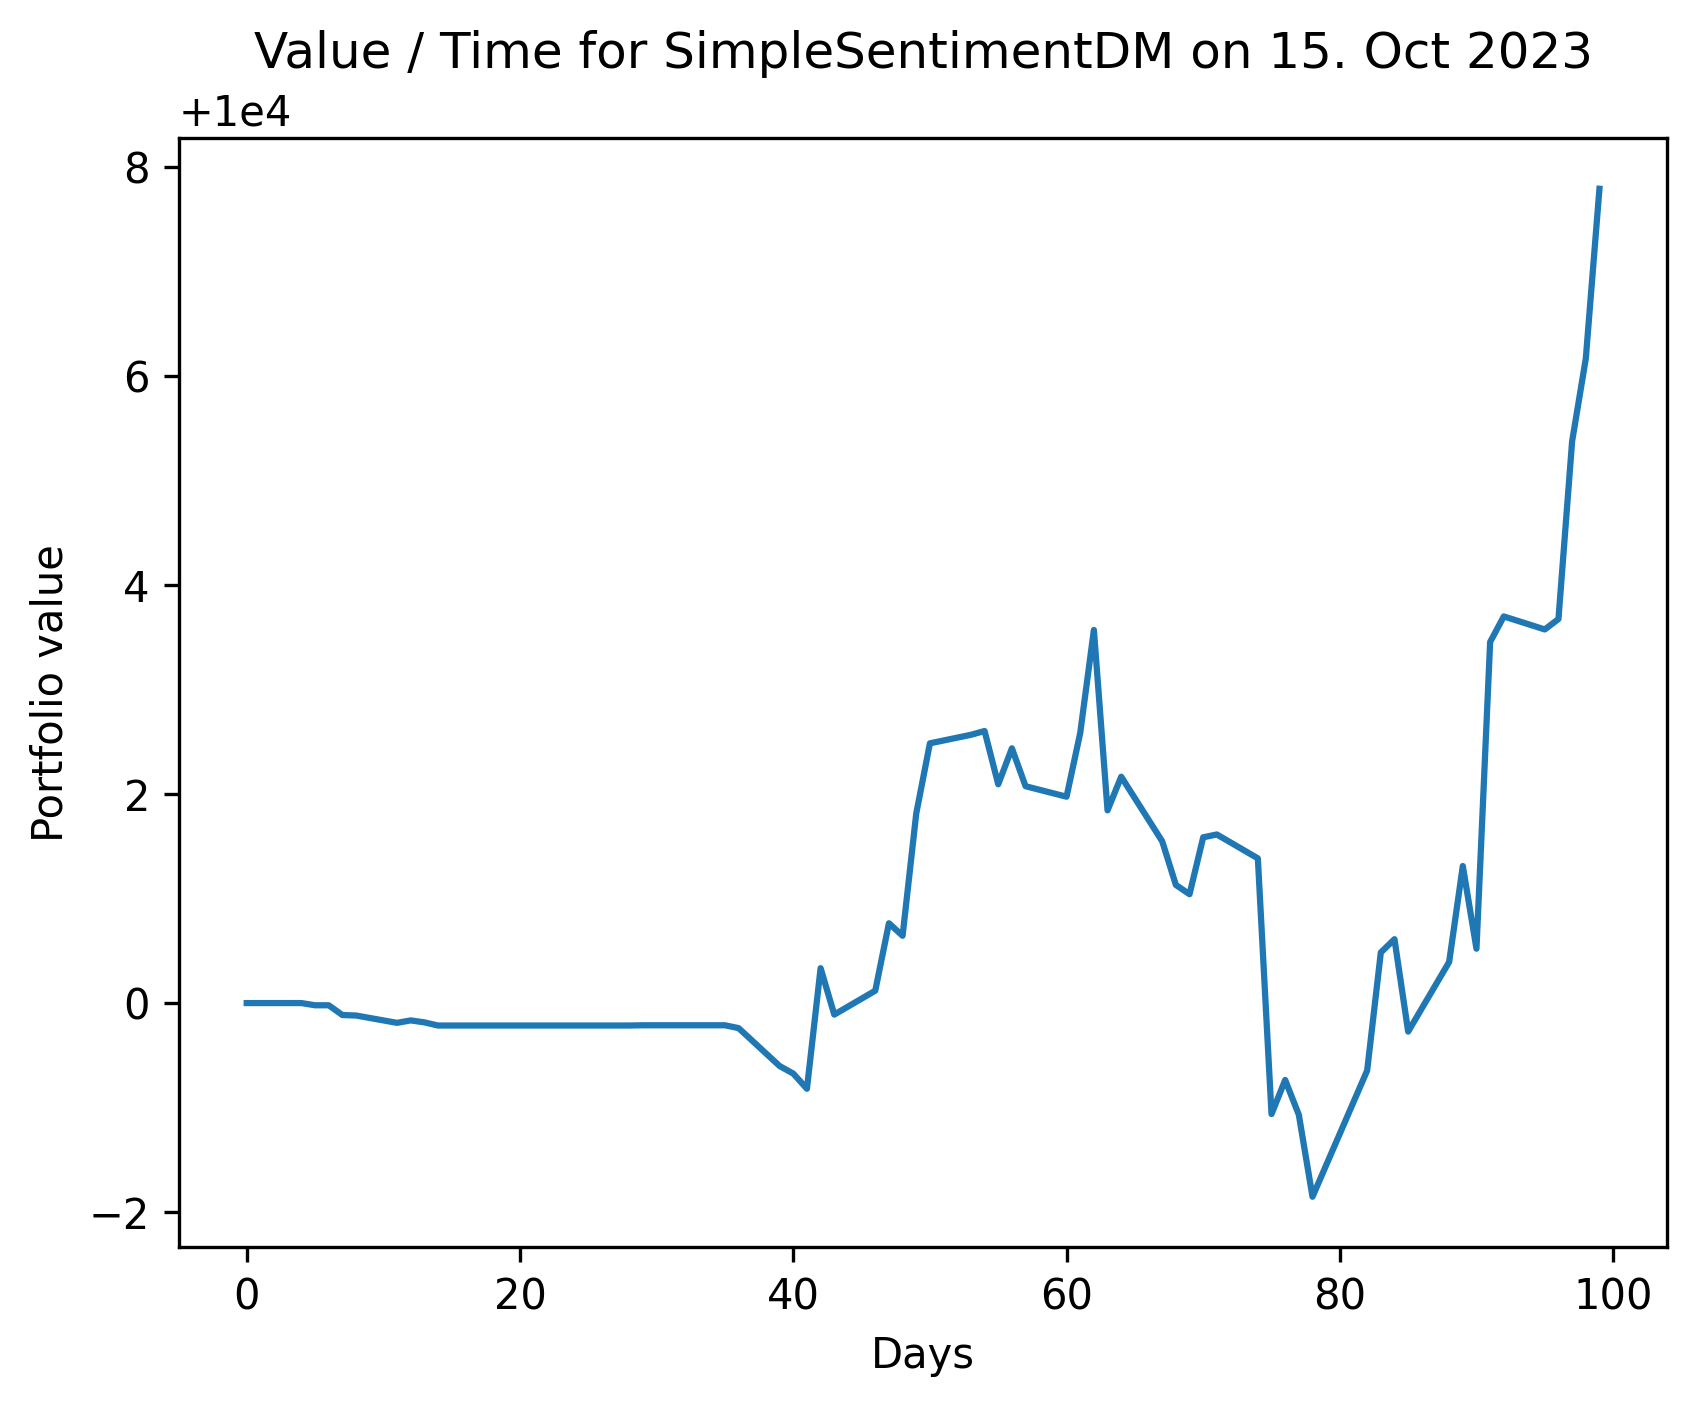 Value / Time for SimpleSentimentDM on 15. Oct 2023
+1e4
8
6
4
2
0
−2
Portfolio value
0 20 40 60 80 100
Days